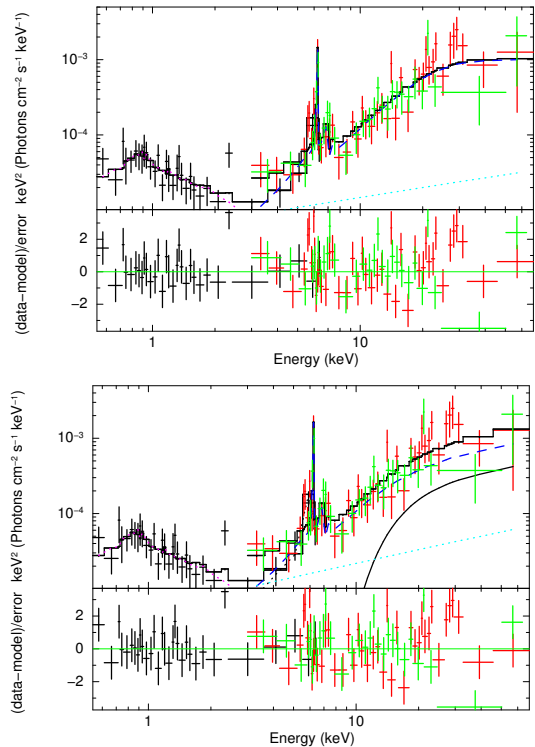 10⁻³
10⁻⁴
keV² (Photons cm⁻² s⁻¹ keV⁻¹)
2
0
−2
(data−model)/error
1
10
Energy (keV)
10⁻³
10⁻⁴
keV² (Photons cm⁻² s⁻¹ keV⁻¹)
2
0
−2
(data−model)/error
1
10
Energy (keV)